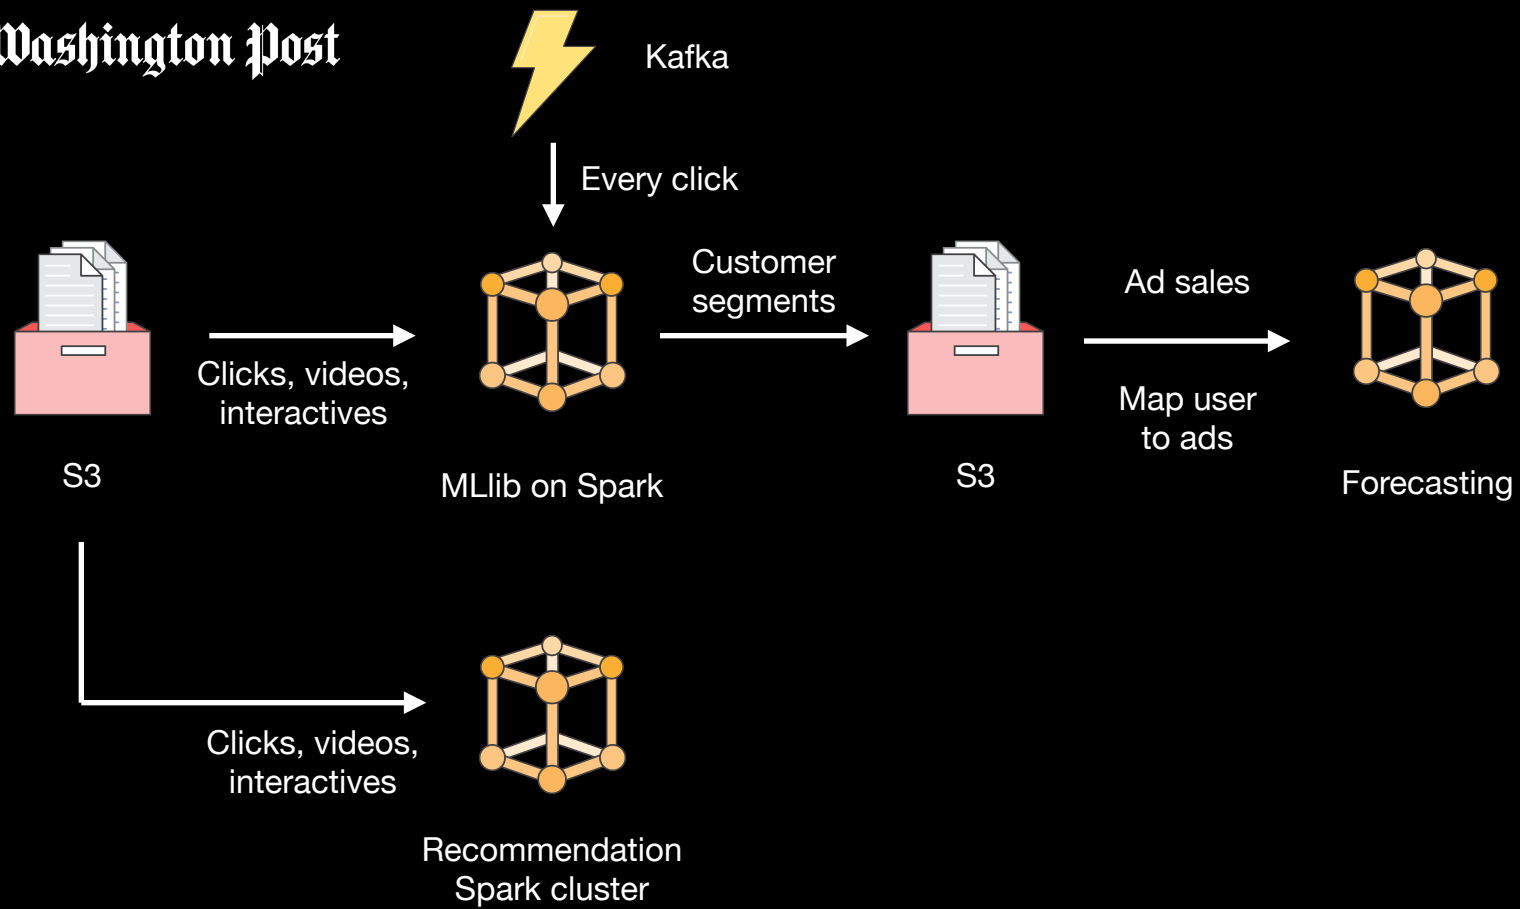 Washington Post
Kafka
Every click
Customer
segments
Ad sales
Clicks, videos,
interactives
Map user
to ads
S3
MLlib on Spark
S3
Forecasting
Clicks, videos,
interactives
Recommendation
Spark cluster